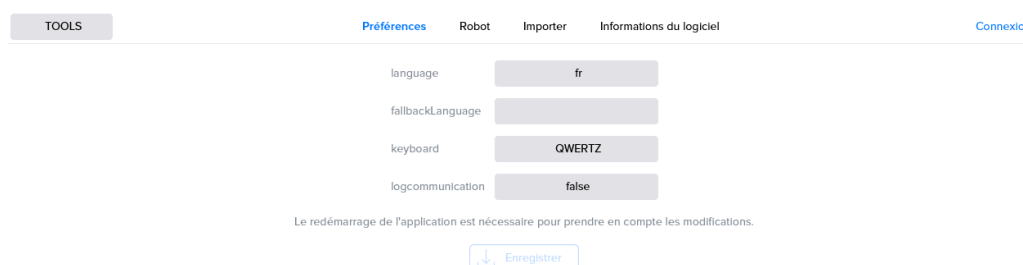 TOOLS Préférences Robot Importer Informations du logiciel
language fr
fallbackLanguage
keyboard QWERTZ
logcommunication false
Le redémarrage de l'application est nécessaire pour prendre en compte les modifications.
Enregistrer